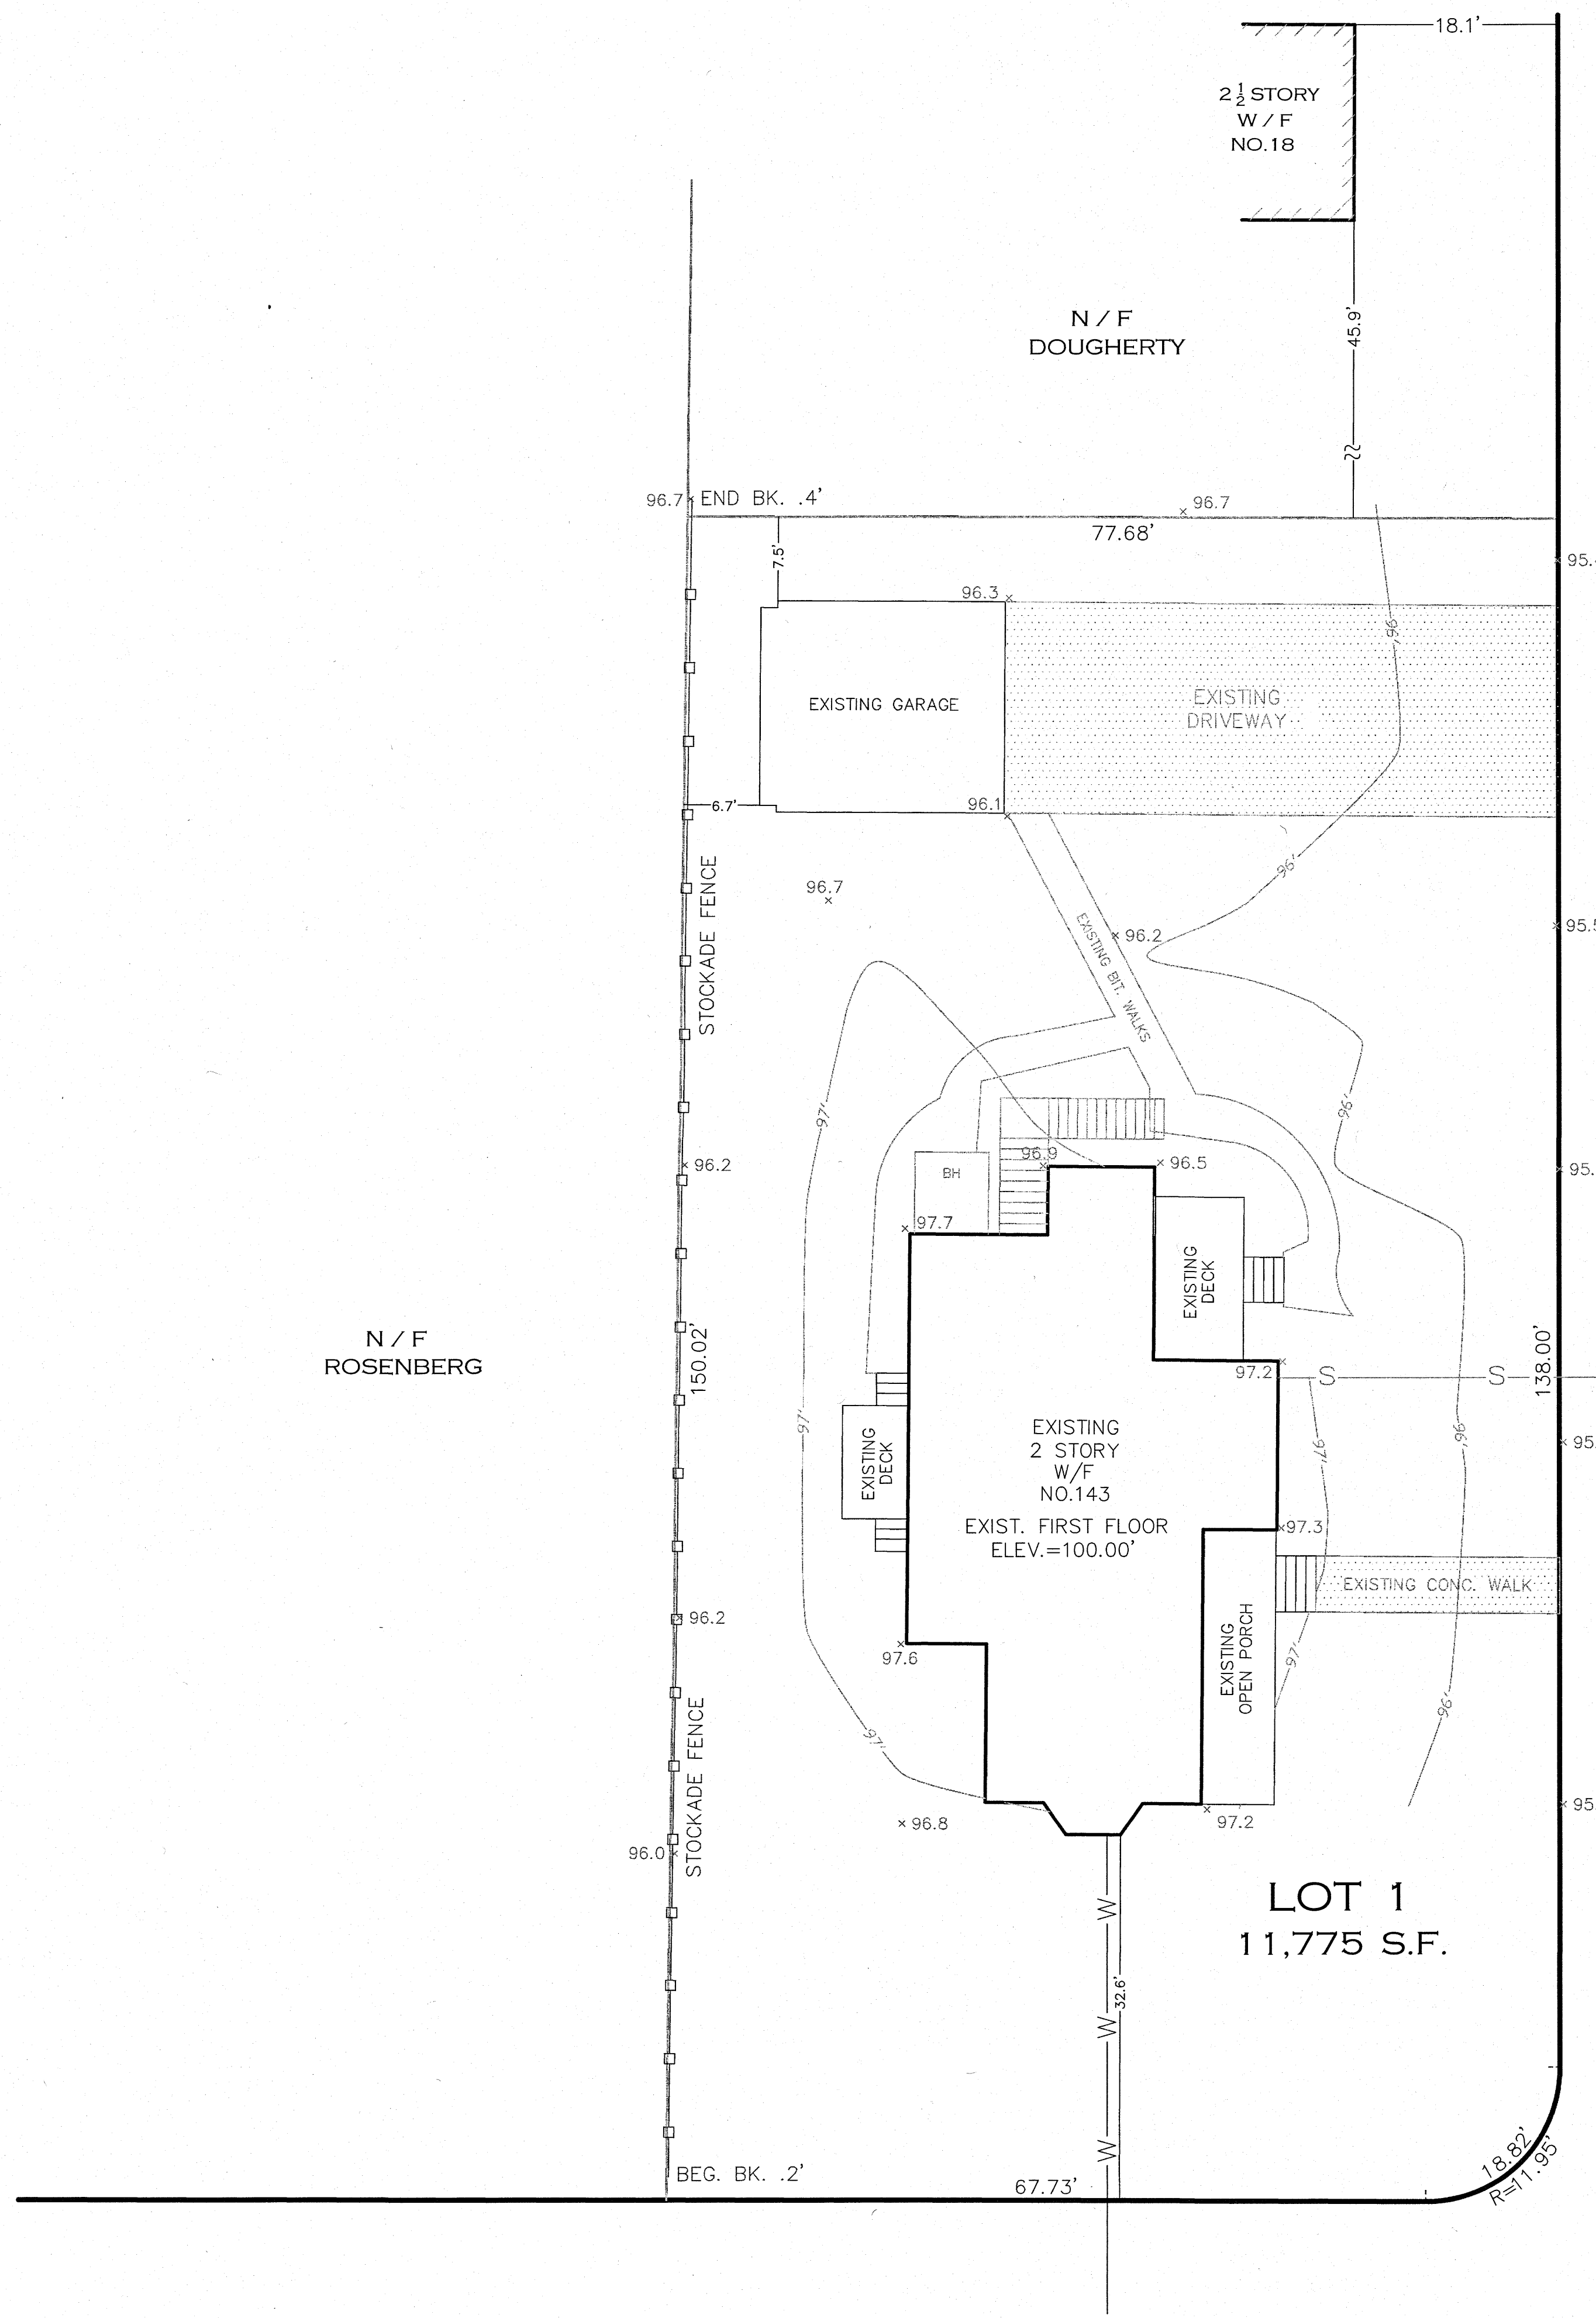 18.1'
2 1/2 STORY
W / F
NO.18
N / F
DOUGHERTY
45.9'
96.7
END BK. .4'
96.7
77.68'
7.5'
96.3
96'
EXISTING GARAGE
EXISTING
DRIVEWAY
6.7'
96.1
STOCKADE FENCE
96.7
96'
EXISTING BIT. WALKS
96.2
97'
96'
96.2
BH
96.9
96.5
97.7
EXISTING
DECK
N / F
ROSENBERG
150.02'
97.2
S
S
138.00'
97'
EXISTING
DECK
EXISTING
2 STORY
W/F
NO.143
EXIST. FIRST FLOOR
ELEV.=100.00'
97'
96'
97.3
EXISTING CONC. WALK
96.2
97.6
EXISTING
OPEN PORCH
97'
96'
STOCKADE FENCE
97'
96.8
97.2
96.0
LOT 1
11,775 S.F.
W
W
W
32.6'
BEG. BK. .2'
67.73'
18.82'
R=11.95'